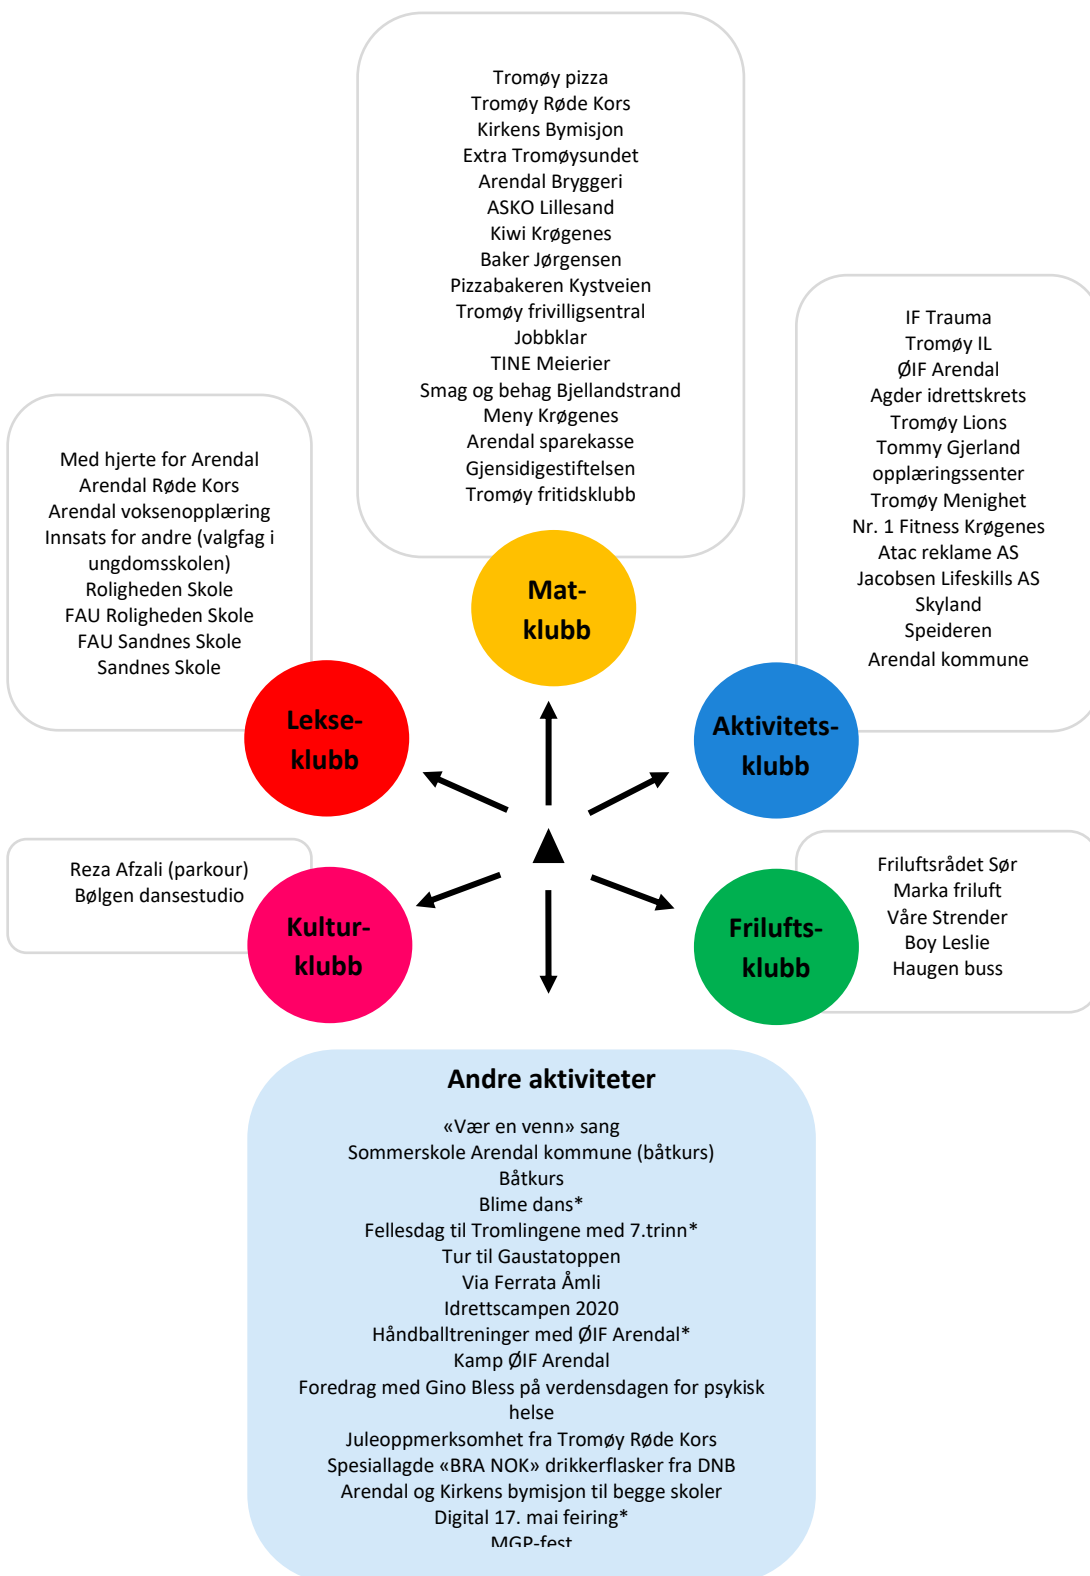 Tromøy pizza
Tromøy Røde Kors
Kirkens Bymisjon
Extra Tromøysundet
Arendal Bryggeri
ASKO Lillesand
Kiwi Krøgenes
Baker Jørgensen
Pizzabakeren Kystveien
Tromøy frivilligsentral
Jobbklar
TINE Meierier
Smag og behag Bjellandstrand
Meny Krøgenes
Arendal sparekasse
Gjensidigestiftelsen
Tromøy fritidsklubb
Mat-
klubb
IF Trauma
Tromøy IL
ØIF Arendal
Agder idrettskrets
Tromøy Lions
Tommy Gjerland
opplæringssenter
Tromøy Menighet
Nr. 1 Fitness Krøgenes
Atac reklame AS
Jacobsen Lifeskills AS
Skyland
Speideren
Arendal kommune
Aktivitets-
klubb
Med hjerte for Arendal
Arendal Røde Kors
Arendal voksenopplæring
Innsats for andre (valgfag i
ungdomsskolen)
Roligheden Skole
FAU Roligheden Skole
FAU Sandnes Skole
Sandnes Skole
Lekse-
klubb
Reza Afzali (parkour)
Bølgen dansestudio
Kultur-
klubb
Friluftsrådet Sør
Marka friluft
Våre Strender
Boy Leslie
Haugen buss
Frilufts-
klubb
Andre aktiviteter
«Vær en venn» sang
Sommerskole Arendal kommune (båtkurs)
Båtkurs
Blime dans*
Fellesdag til Tromlingene med 7.trinn*
Tur til Gaustatoppen
Via Ferrata Åmli
Idrettscampen 2020
Håndballtreninger med ØIF Arendal*
Kamp ØIF Arendal
Foredrag med Gino Bless på verdensdagen for psykisk
helse
Juleoppmerksomhet fra Tromøy Røde Kors
Spesiallagde «BRA NOK» drikkerflasker fra DNB
Arendal og Kirkens bymisjon til begge skoler
Digital 17. mai feiring*
MGP-fest